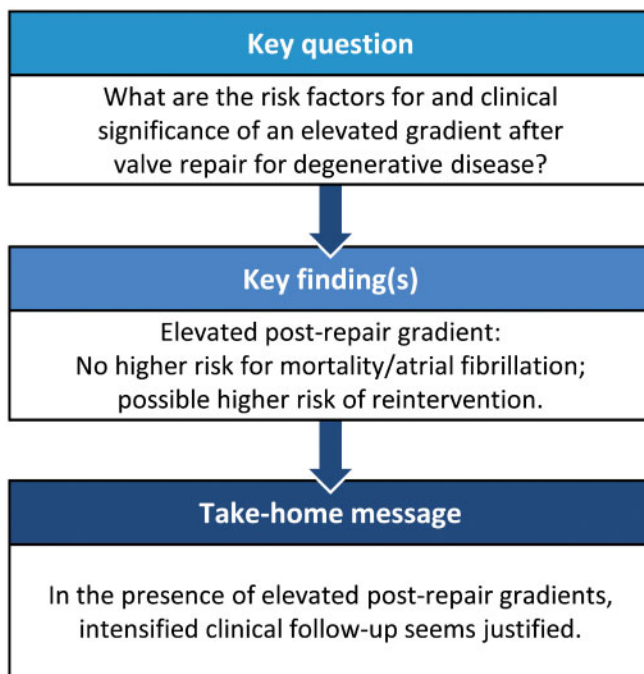 Key question
What are the risk factors for and clinical
significance of an elevated gradient after
valve repair for degenerative disease?
Key finding(s)
Elevated post-repair gradient:
No higher risk for mortality/atrial fibrillation;
possible higher risk of reintervention.
Take-home message
In the presence of elevated post-repair gradients,
intensified clinical follow-up seems justified.